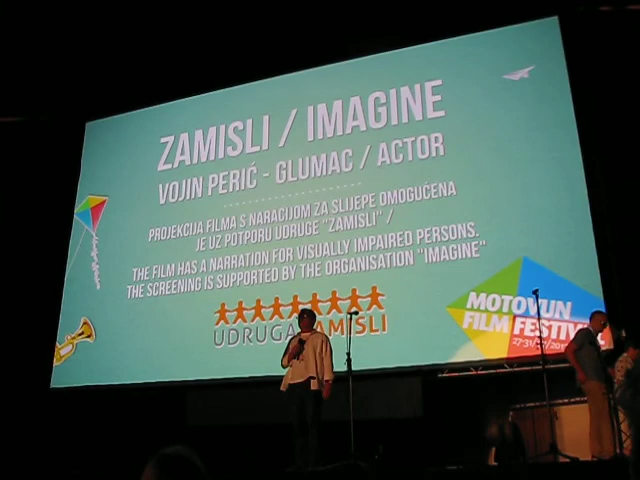 ZAMISLI / IMAGINE
VOJIN PERIĆ - GLUMAC / ACTOR
PROJEKCIJA FILMA S NARACIJOM ZA SLIJEPE OMOGUĆENA
JE UZ POTPORU UDRUGE "ZAMISLI" /
THE FILM HAS A NARRATION FOR VISUALLY IMPAIRED PERSONS.
THE SCREENING IS SUPPORTED BY THE ORGANISATION "IMAGINE"
UDRUGA ZAMISLI
MOTOVUN
FILM FESTIVAL